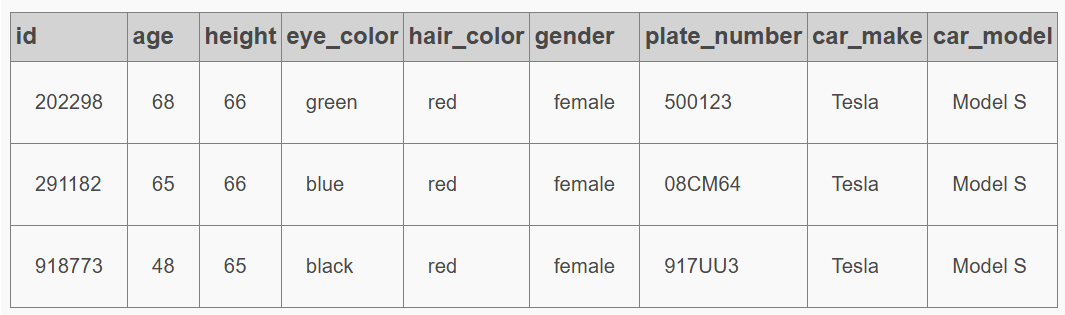 id age height eye_color hair_color gender plate_number car_make car_model
202298 68 66 green red female 500123 Tesla Model S
291182 65 66 blue red female 08CM64 Tesla Model S
918773 48 65 black red female 917UU3 Tesla Model S